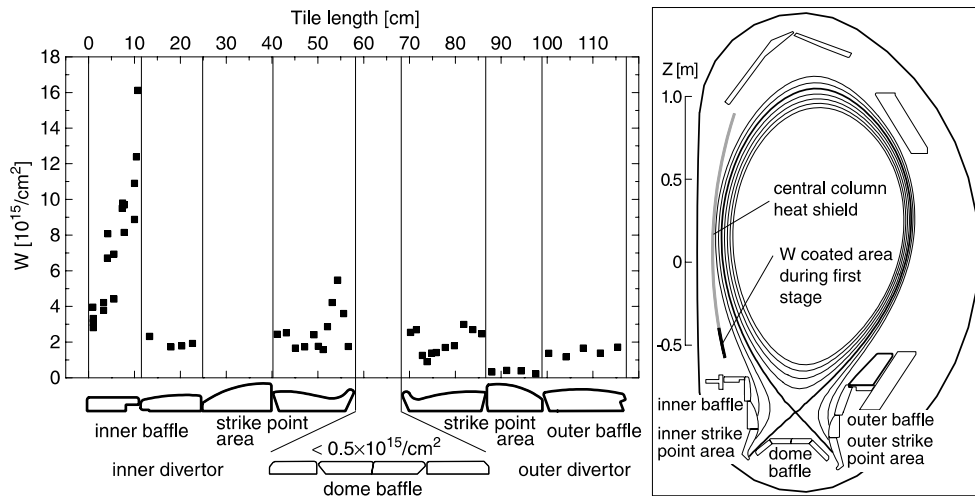 Tile length [cm]
0 10 20 30 40 50 60 70 80 90 100 110
18
16
14
12
10
8
6
4
2
0
W [10^15/cm^2]
inner baffle
strike point
area
strike point
area
outer baffle
< 0.5×10^15/cm^2
inner divertor
outer divertor
dome baffle
Z [m]
1.0
0.5
0
-0.5
central column
heat shield
W coated area
during first
stage
inner baffle
inner strike
point area
dome
baffle
outer baffle
outer strike
point area